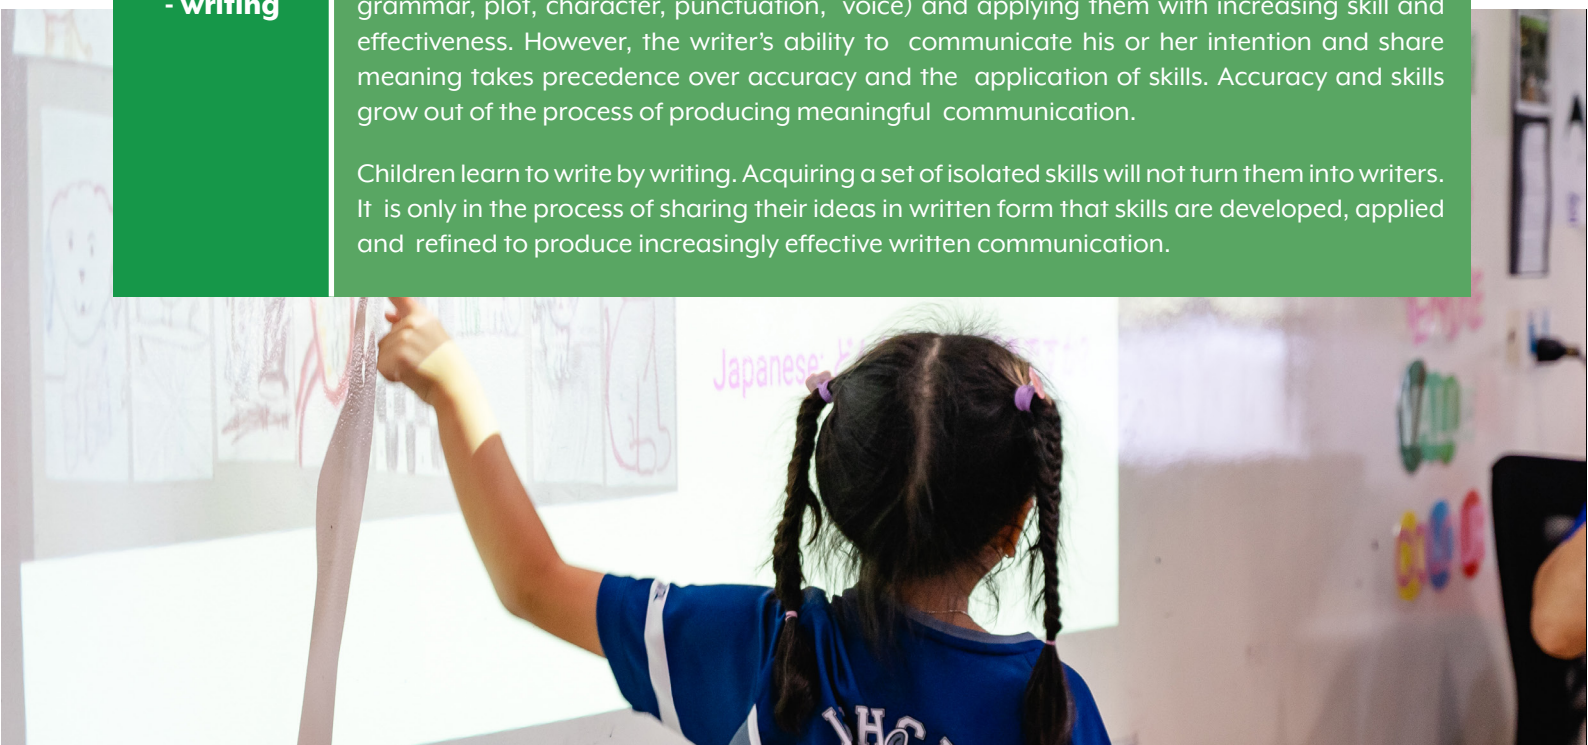 - writing
grammar, plot, character, punctuation, voice) and applying them with increasing skill and
effectiveness. However, the writer's ability to communicate his or her intention and share
meaning takes precedence over accuracy and the application of skills. Accuracy and skills
grow out of the process of producing meaningful communication.
Children learn to write by writing. Acquiring a set of isolated skills will not turn them into writers.
It is only in the process of sharing their ideas in written form that skills are developed, applied
and refined to produce increasingly effective written communication.
Japanese: ど